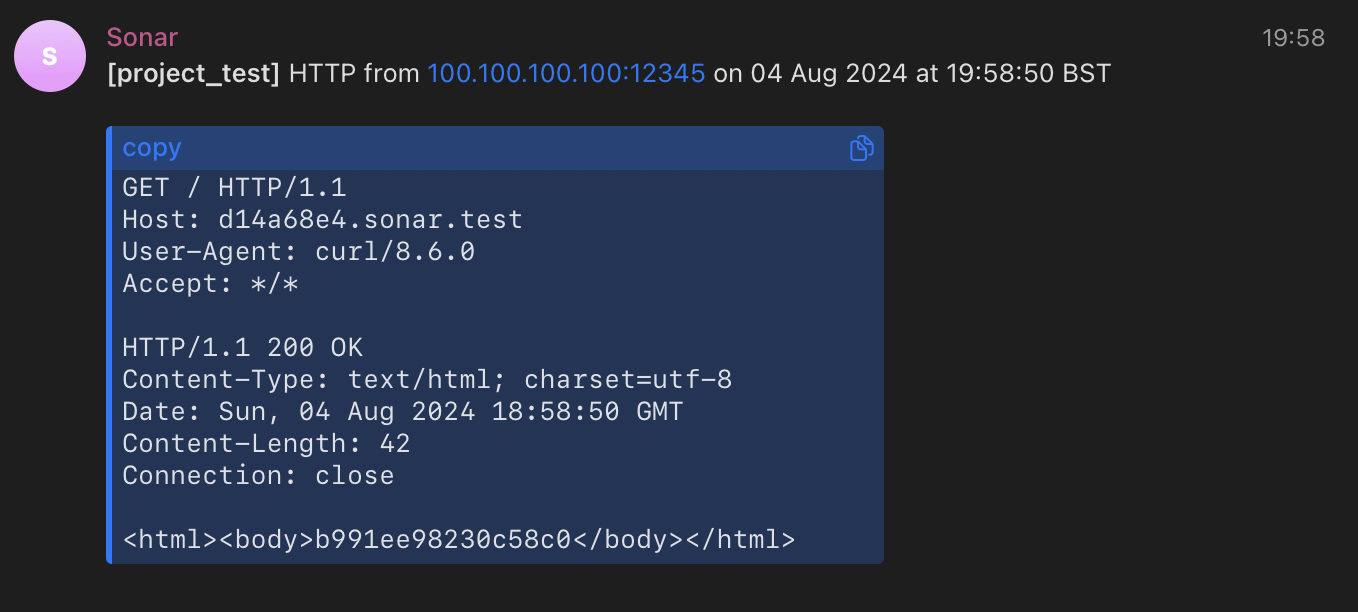 S
Sonar
19:58
[project_test] HTTP from 100.100.100.100:12345 on 04 Aug 2024 at 19:58:50 BST
copy
GET / HTTP/1.1
Host: d14a68e4.sonar.test
User-Agent: curl/8.6.0
Accept: */*
HTTP/1.1 200 OK
Content-Type: text/html; charset=utf-8
Date: Sun, 04 Aug 2024 18:58:50 GMT
Content-Length: 42
Connection: close
<html><body>b991ee98230c58c0</body></html>